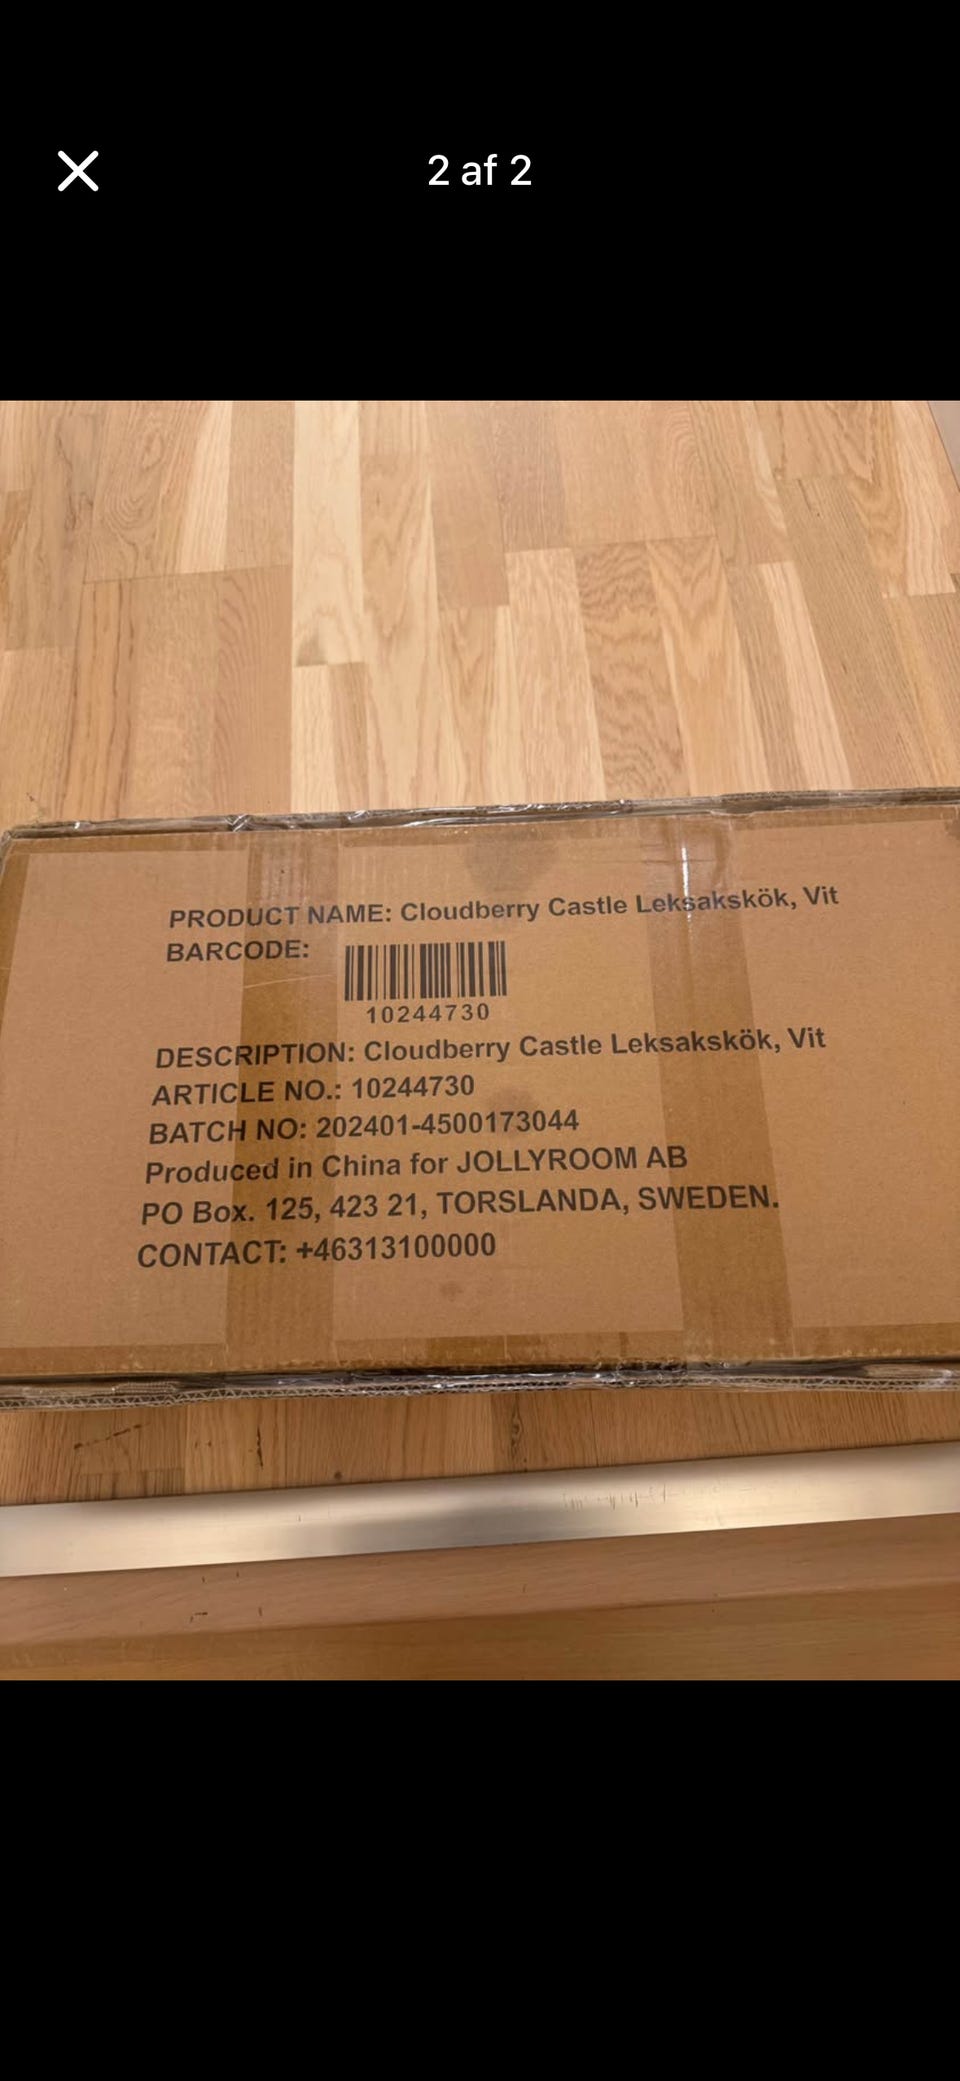 2 af 2
PRODUCT NAME: Cloudberry Castle Leksakskök, Vit
BARCODE:
10244730
DESCRIPTION: Cloudberry Castle Leksakskök, Vit
ARTICLE NO.: 10244730
BATCH NO: 202401-4500173044
Produced in China for JOLLYROOM AB
PO Box. 125, 423 21, TORSLANDA, SWEDEN.
CONTACT: +46313100000